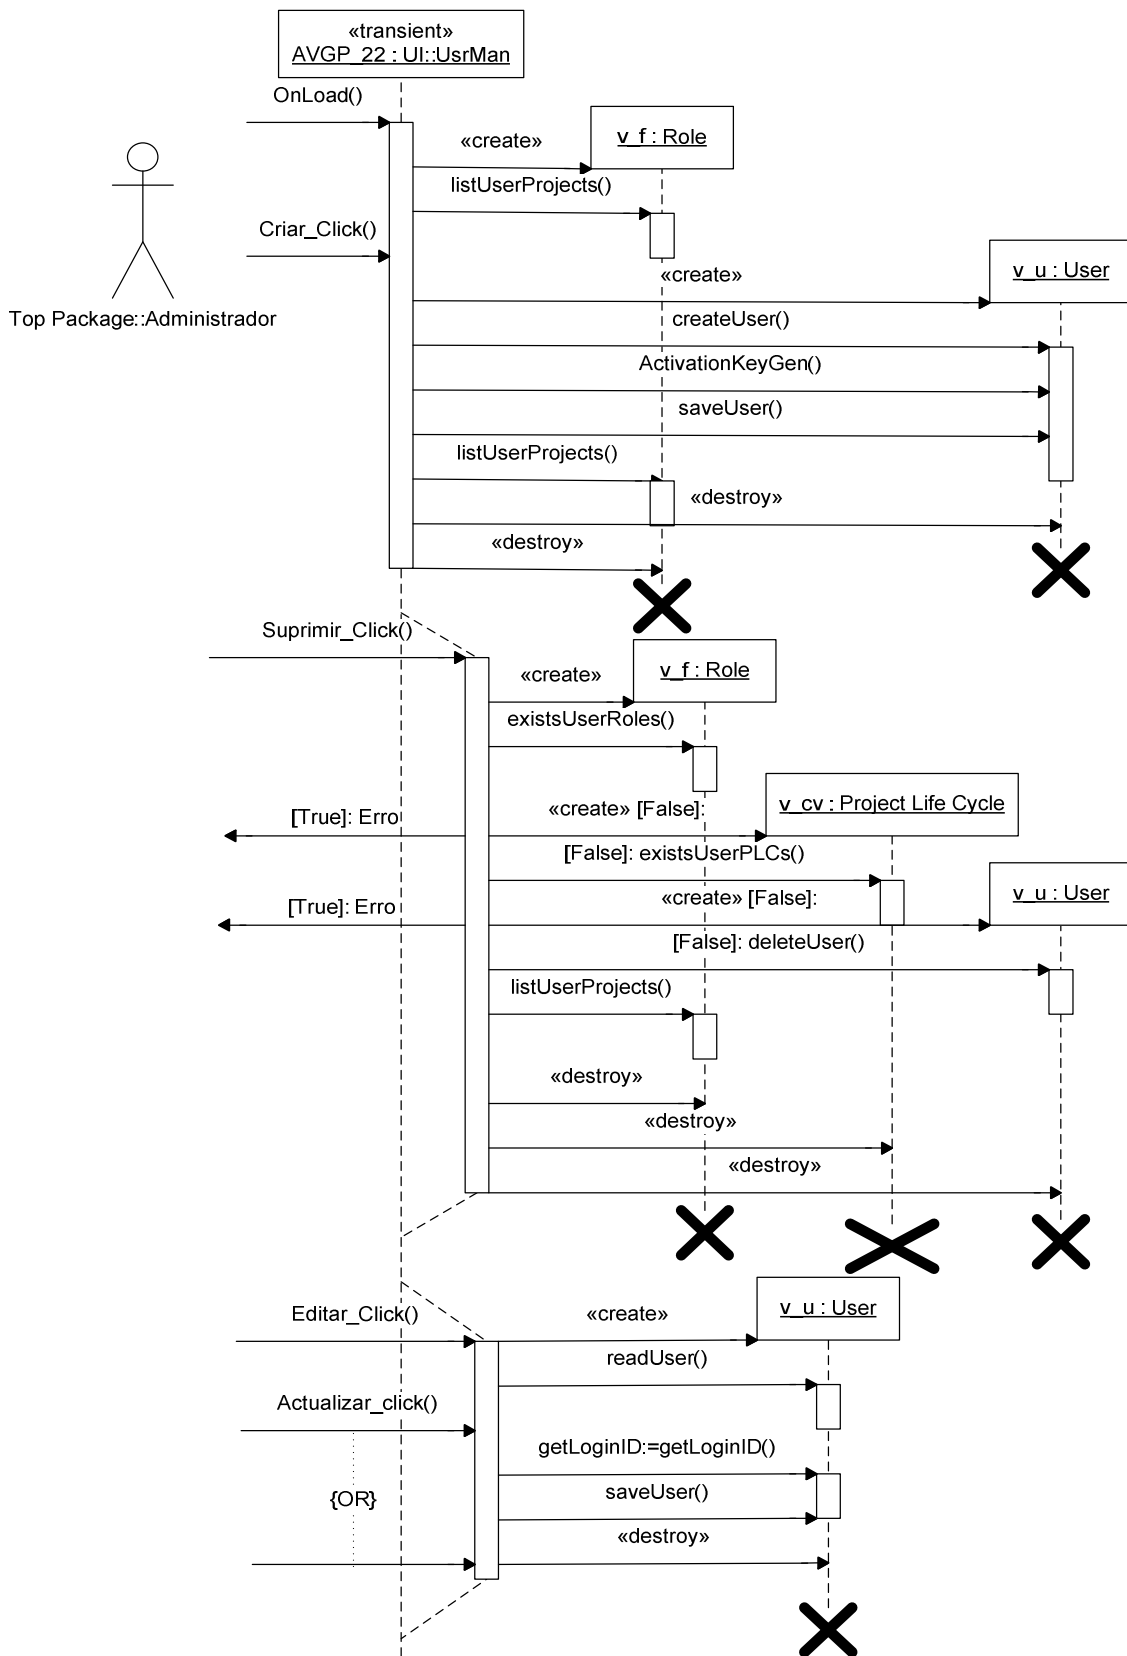 «transient»
AVGP_22 : UI::UsrMan
OnLoad()
«create»
v_f : Role
listUserProjects()
Criar_Click()
«create»
v_u : User
Top Package::Administrador
createUser()
ActivationKeyGen()
saveUser()
listUserProjects()
«destroy»
«destroy»
Suprimir_Click()
«create»
v_f : Role
existsUserRoles()
[True]: Erro
«create» [False]:
v_cv : Project Life Cycle
[False]: existsUserPLCs()
[True]: Erro
«create» [False]:
v_u : User
[False]: deleteUser()
listUserProjects()
«destroy»
«destroy»
«destroy»
Editar_Click()
«create»
v_u : User
readUser()
Actualizar_click()
getLoginID:=getLoginID()
{OR}
saveUser()
«destroy»